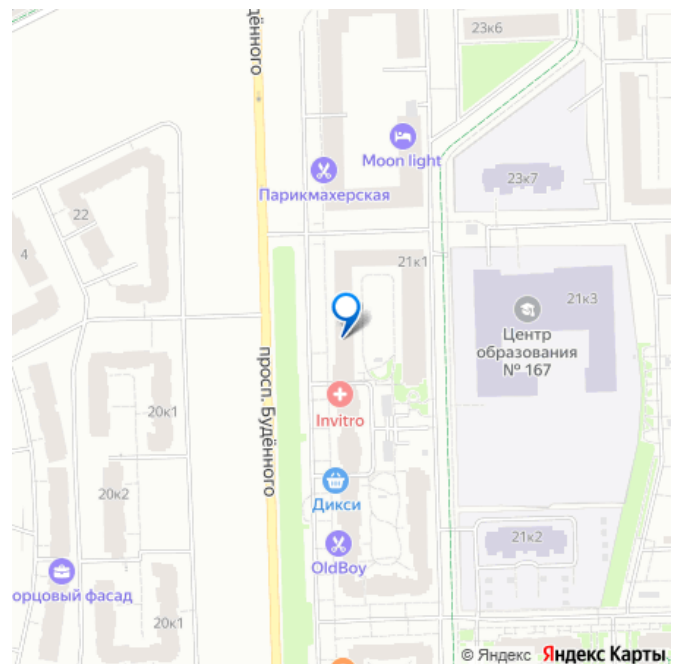 дённого
23к6
Moon light
Парикмахерская
23к7
22
4
21к1
21к3
Центр
образования
№ 167
просп. Будённого
20к1
Invitro
20к2
Дикси
21к2
OldBoy
орцовый фасад
20к1
© Яндекс Яндекс Карты